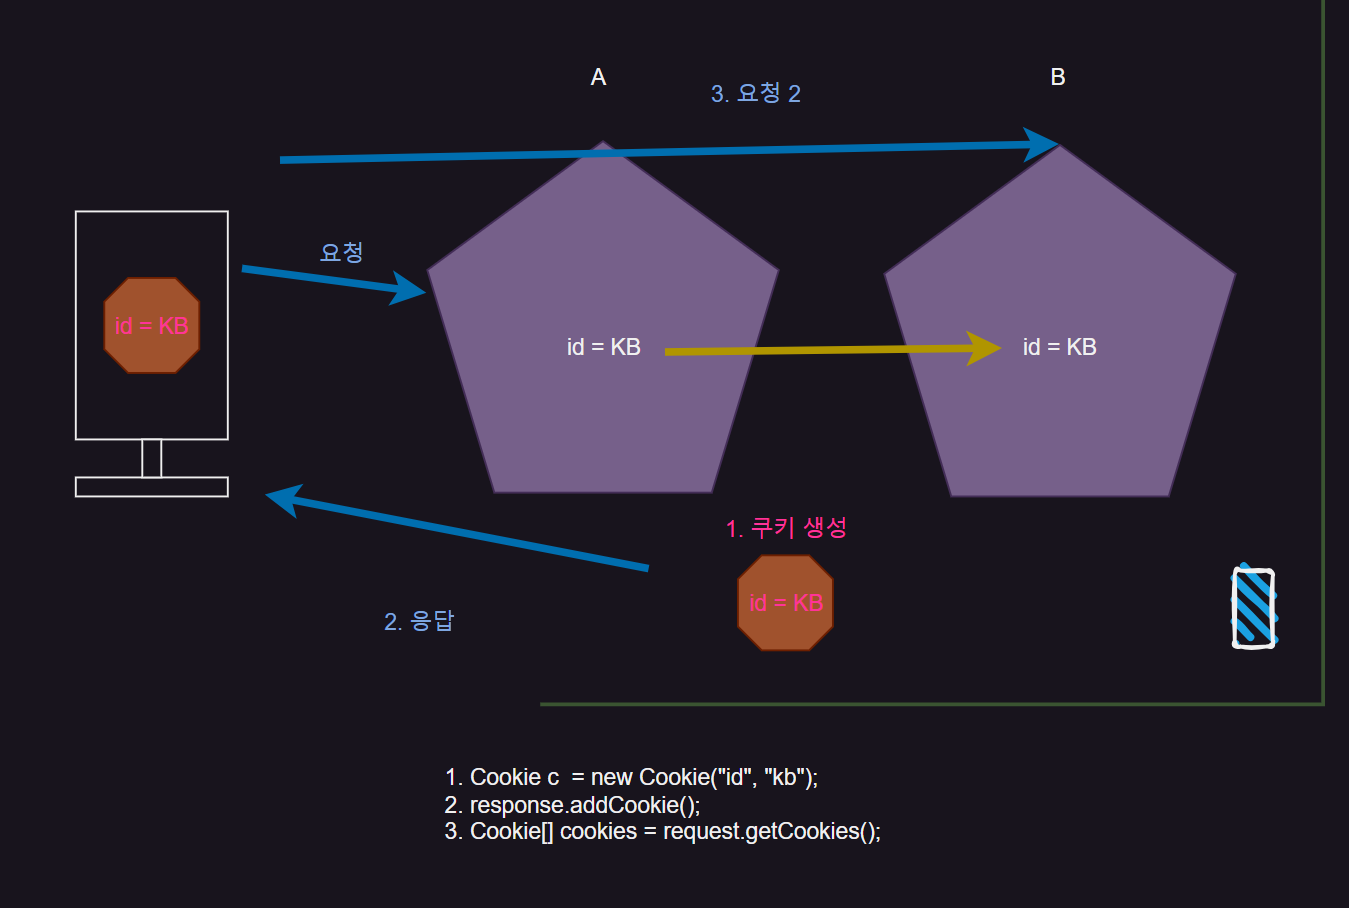 A
B
3. 요청 2
요청
id = KB
id = KB
id = KB
1. 쿠키 생성
id = KB
2. 응답
1. Cookie c  = new Cookie("id", "kb");
2. response.addCookie();
3. Cookie[] cookies = request.getCookies();